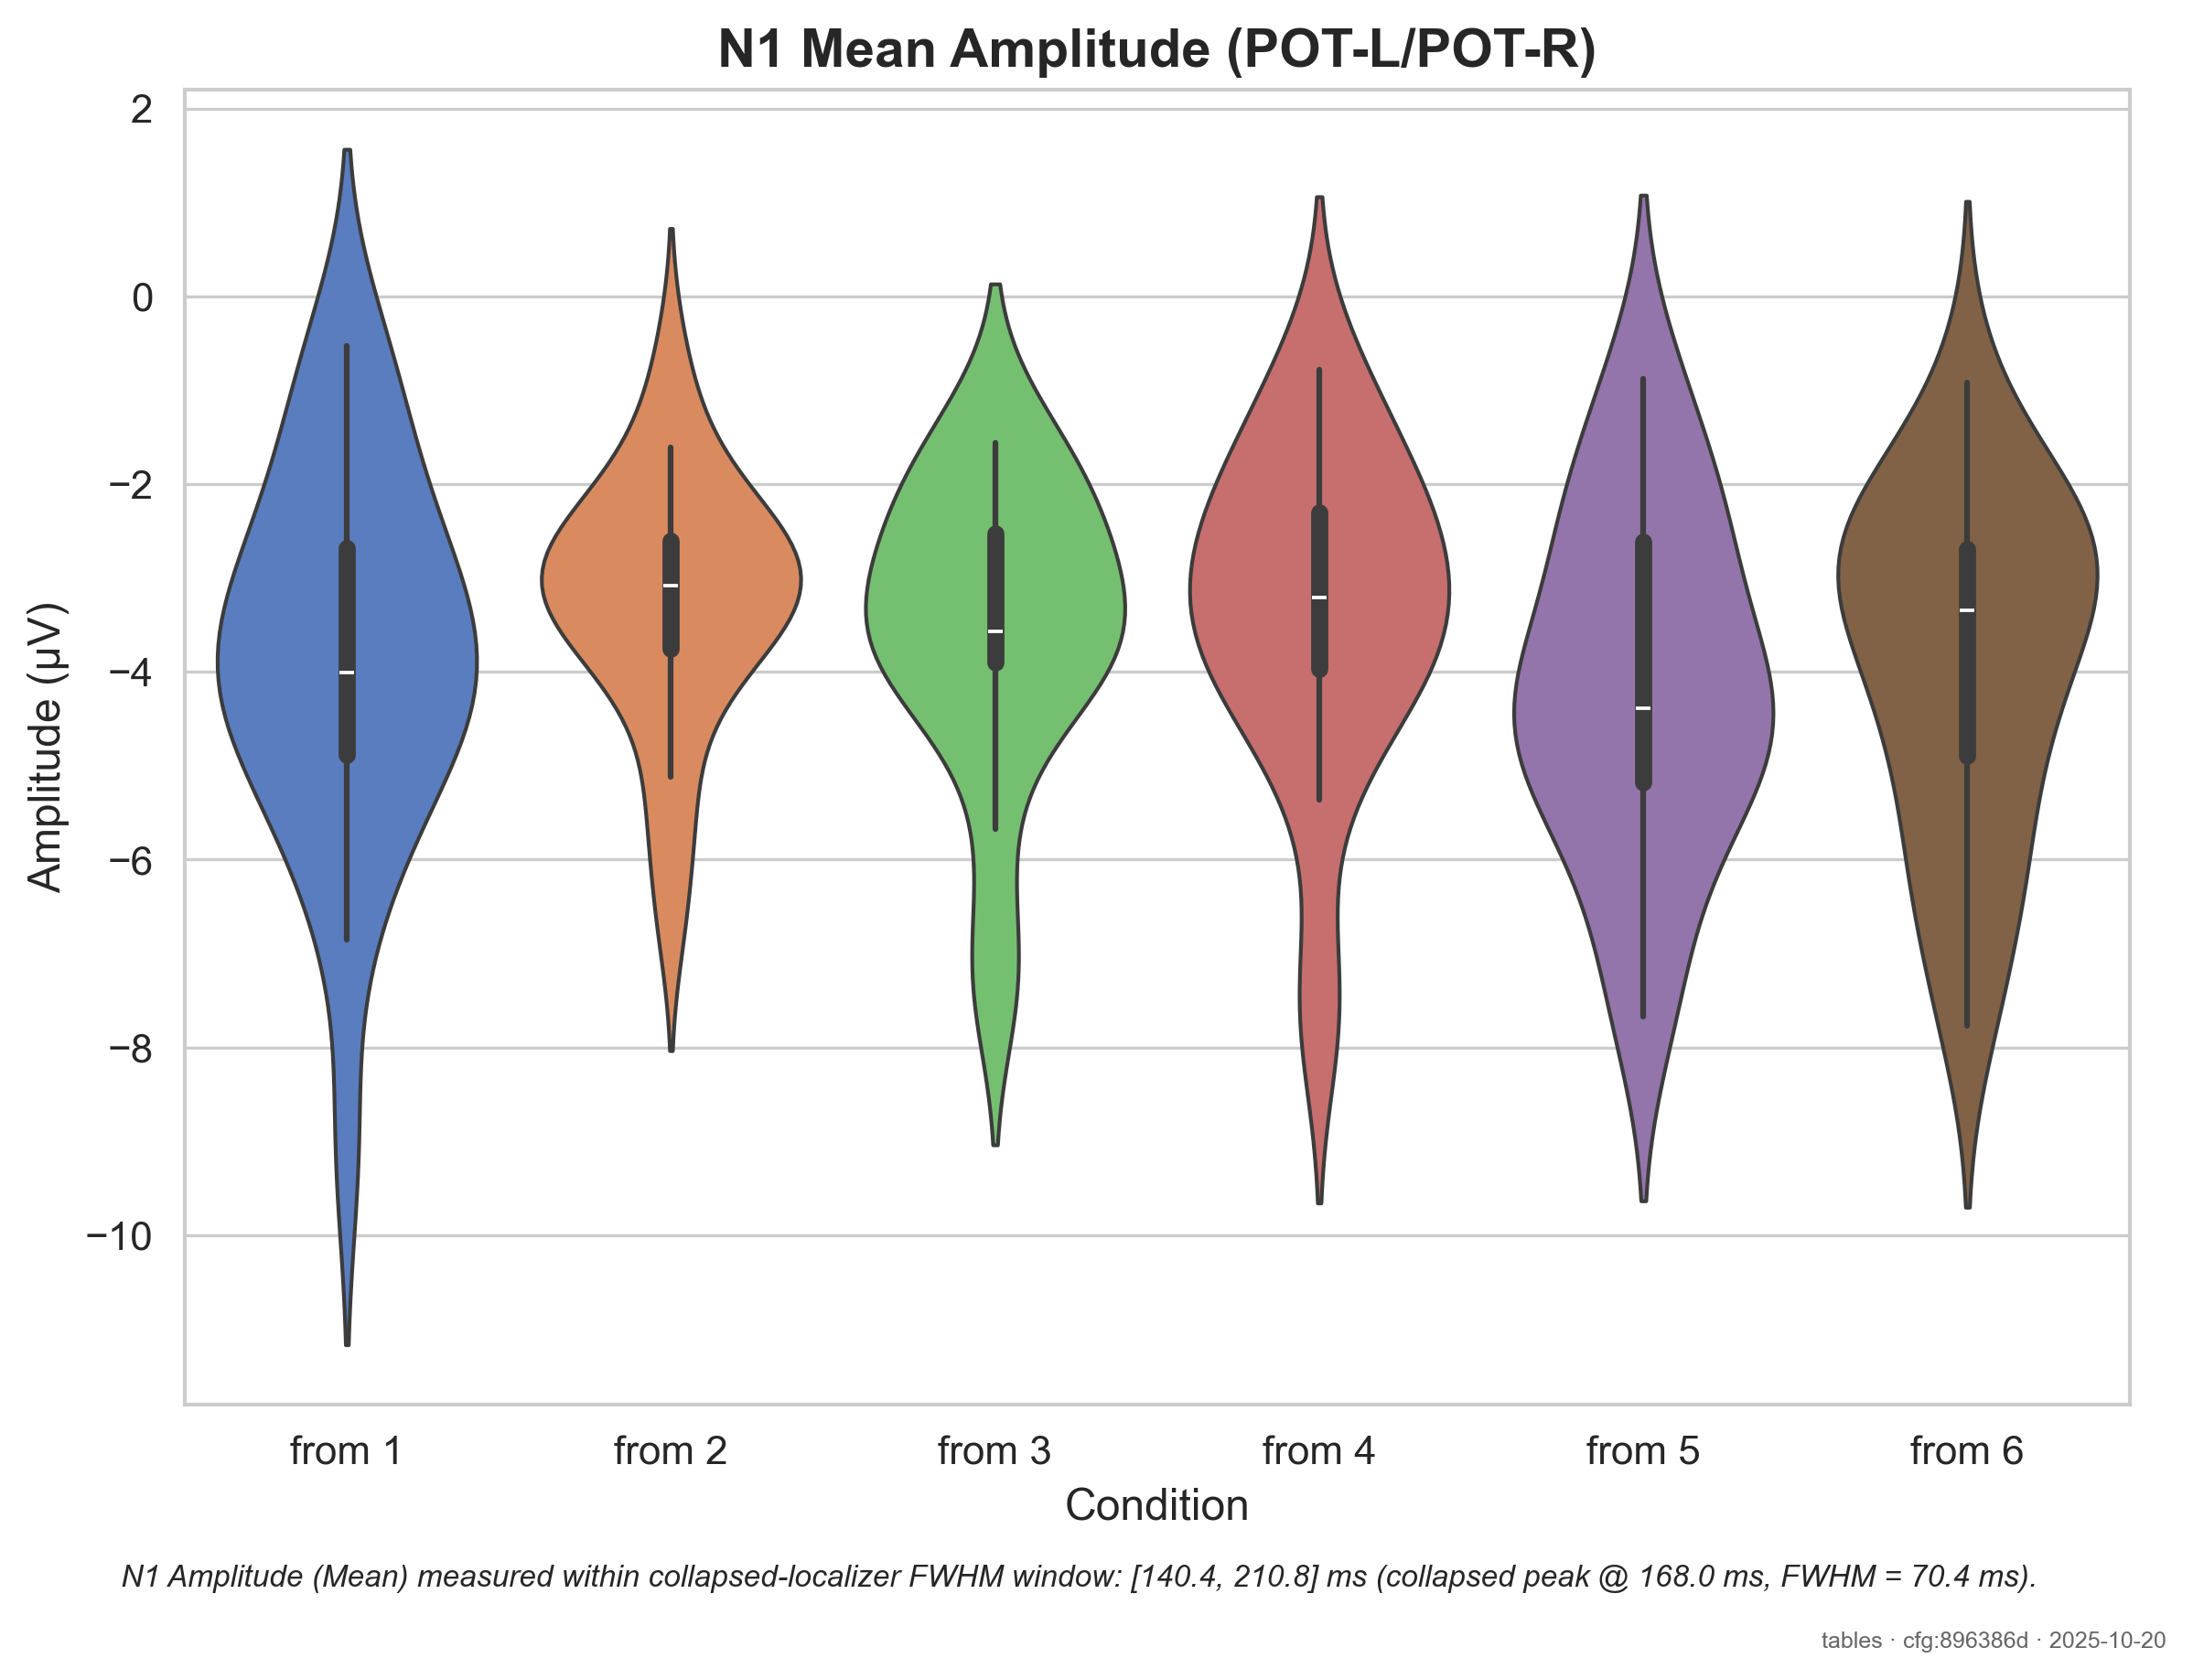 N1 Mean Amplitude (POT-L/POT-R)
2
0
−2
−4
−6
−8
−10
Amplitude (µV)
from 1
from 2
from 3
from 4
from 5
from 6
Condition
N1 Amplitude (Mean) measured within collapsed-localizer FWHM window: [140.4, 210.8] ms (collapsed peak @ 168.0 ms, FWHM = 70.4 ms).
tables · cfg:896386d · 2025-10-20